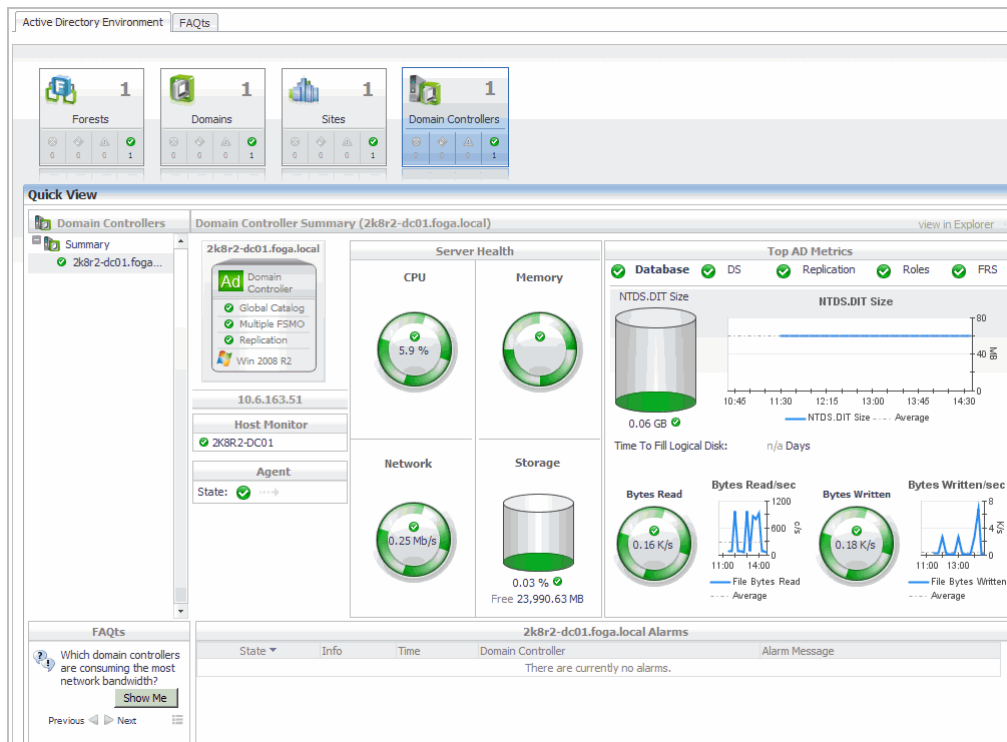 Active Directory Environment FAQts
1 1 1 1
Forests Domains Sites Domain Controllers
0 0 0 1 0 0 0 1 0 0 0 1 0 0 0 1
Quick View
Domain Controllers
Summary
2k8r2-dc01.foga...
Domain Controller Summary (2k8r2-dc01.foga.local) view in Explorer
2k8r2-dc01.foga.local
Ad Domain
Controller
Global Catalog
Multiple FSMO
Replication
Win 2008 R2
10.6.163.51
Host Monitor
2K8R2-DC01
Agent
State:
Server Health
CPU Memory
5.9 %
Network Storage
0.25 Mb/s
0.03 %
Free 23,990.63 MB
Top AD Metrics
Database DS Replication Roles FRS
NTDS.DIT Size
0.06 GB
NTDS.DIT Size
80
40
0
MB
10:45 11:30 12:15 13:00 13:45 14:30
NTDS.DIT Size Average
Time To Fill Logical Disk: n/a Days
Bytes Read
0.16 K/s
Bytes Read/sec
1200
600
0
c/s
11:00 14:00
File Bytes Read
Average
Bytes Written
0.18 K/s
Bytes Written/sec
8
4
0
K/s
11:00 13:00
File Bytes Written
Average
FAQts
Which domain controllers
are consuming the most
network bandwidth?
Show Me
Previous Next
2k8r2-dc01.foga.local Alarms
State Info Time Domain Controller Alarm Message
There are currently no alarms.